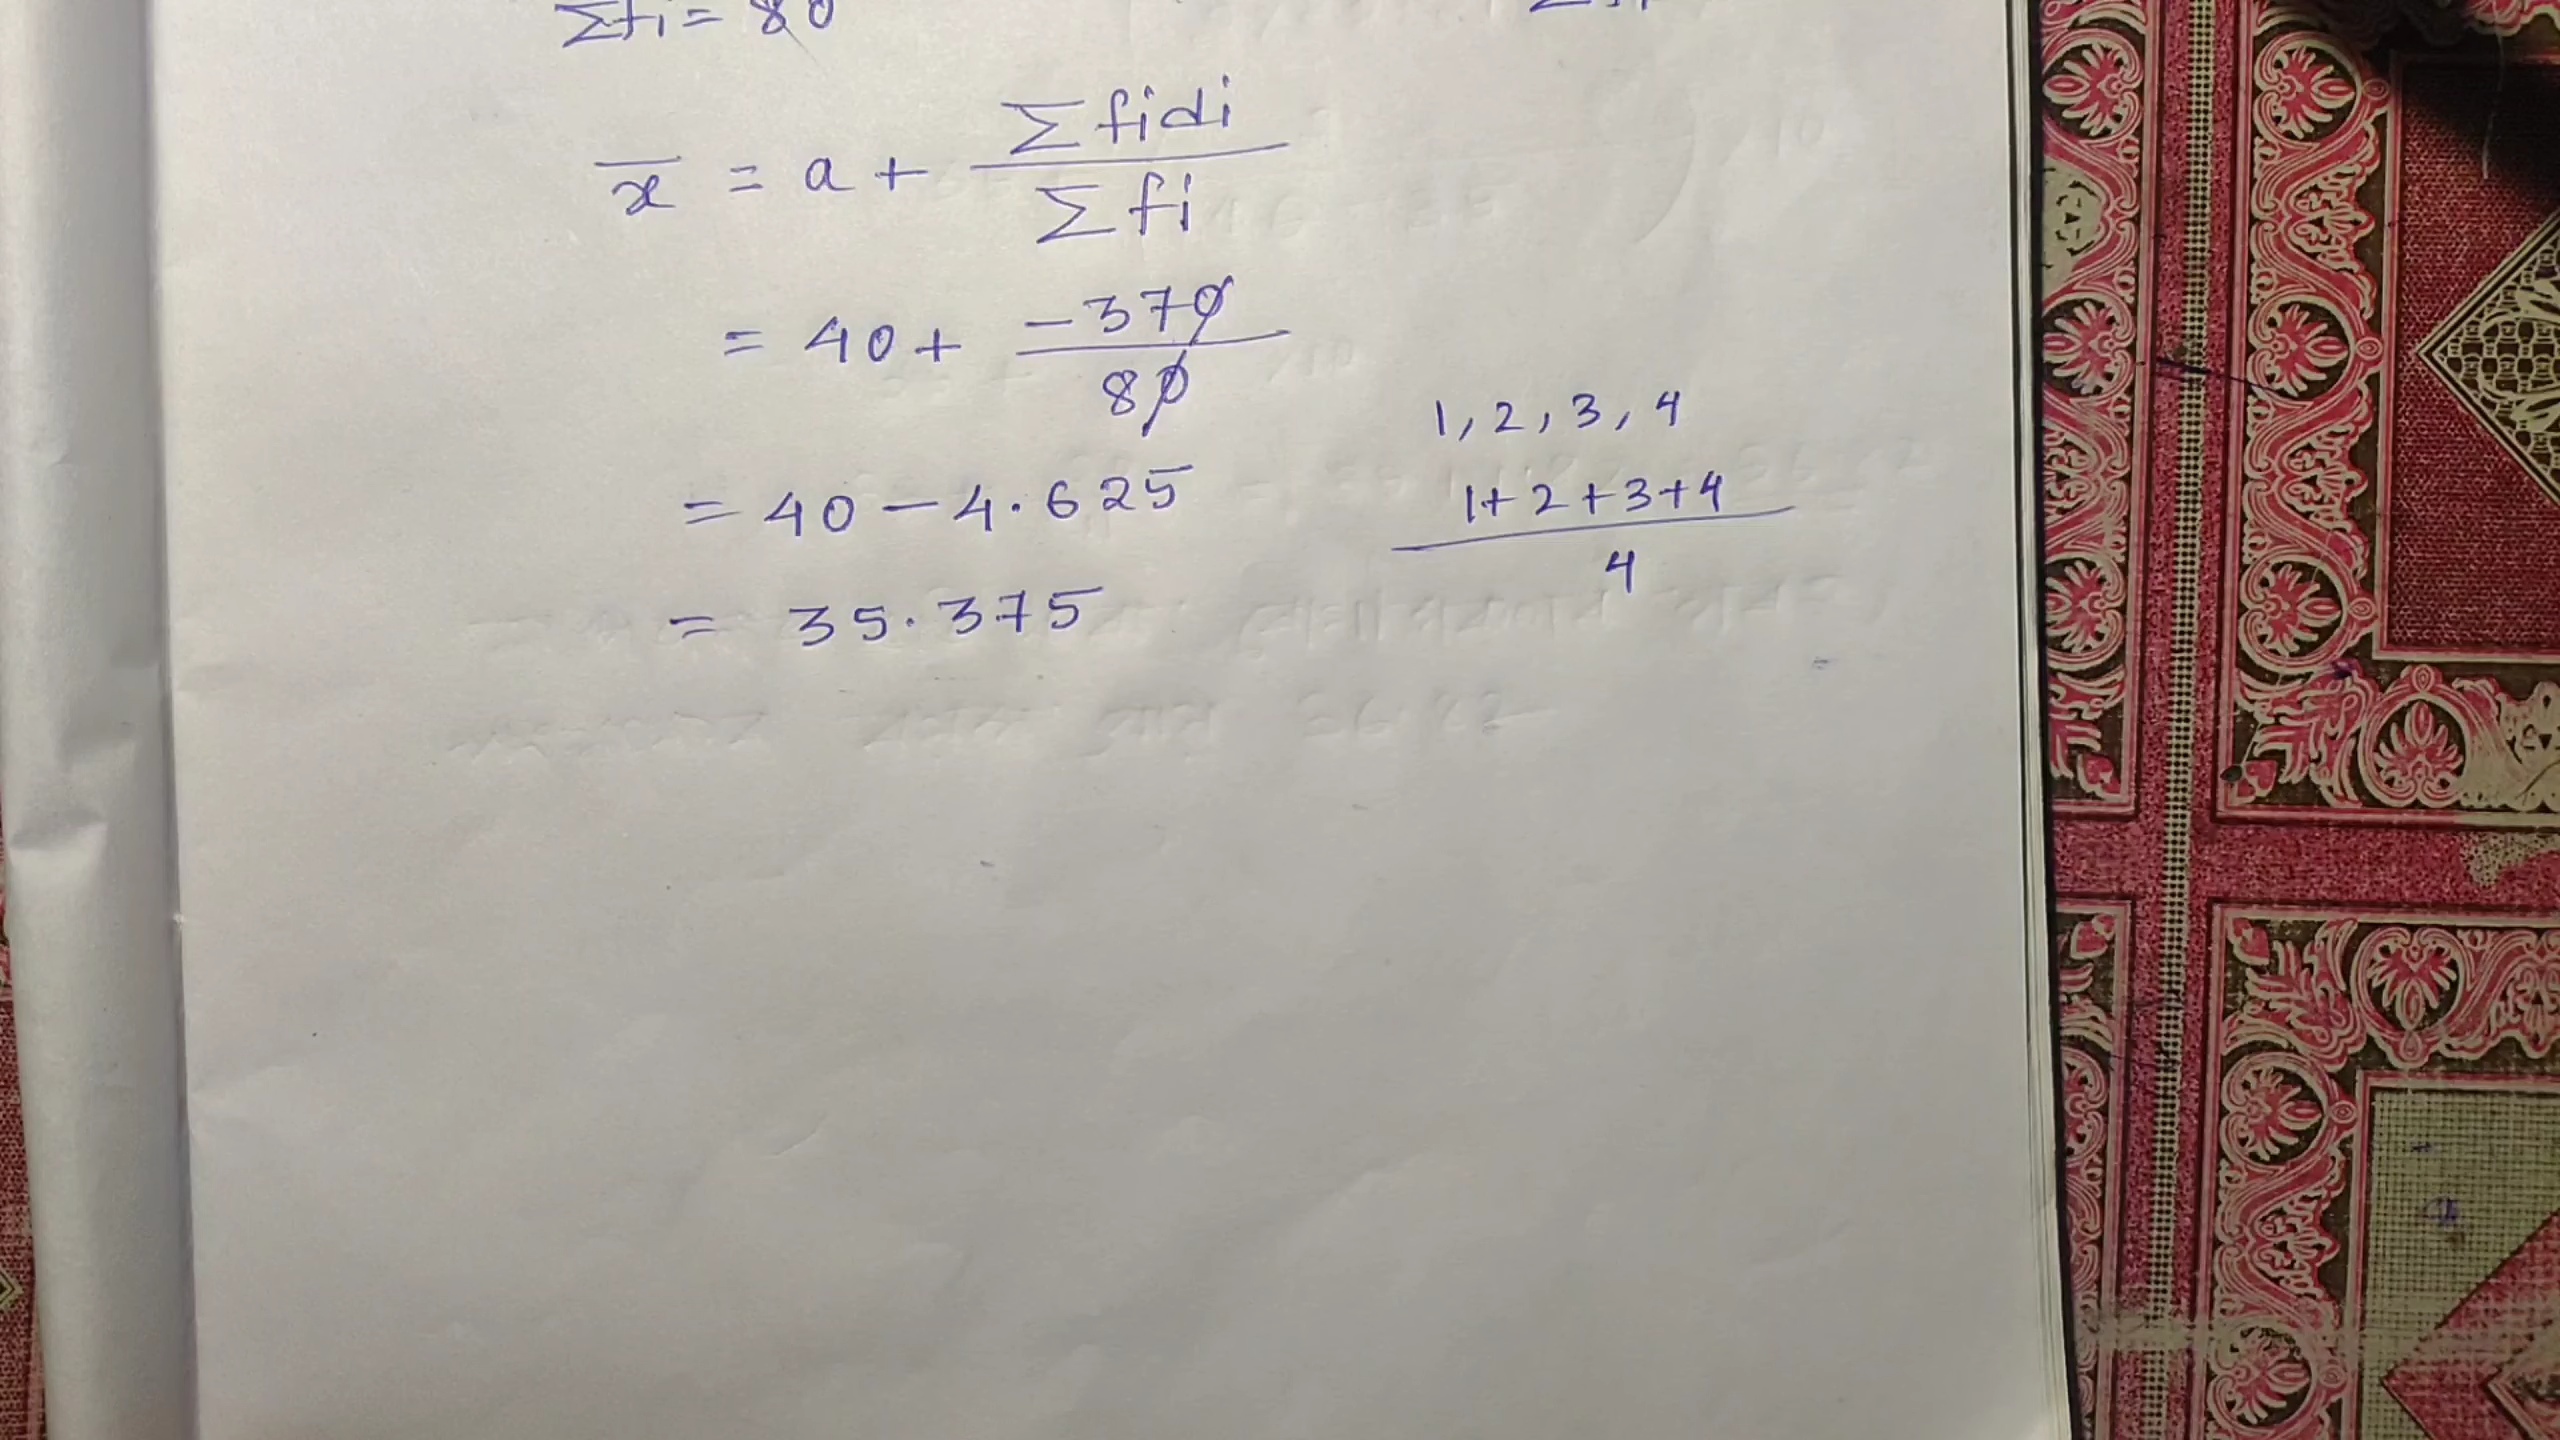 Σfi = 80
x̄ = a + Σfidi / Σfi
= 40 + -370 / 80
= 40 - 4.625
= 35.375
1, 2, 3, 4
1+2+3+4 / 4